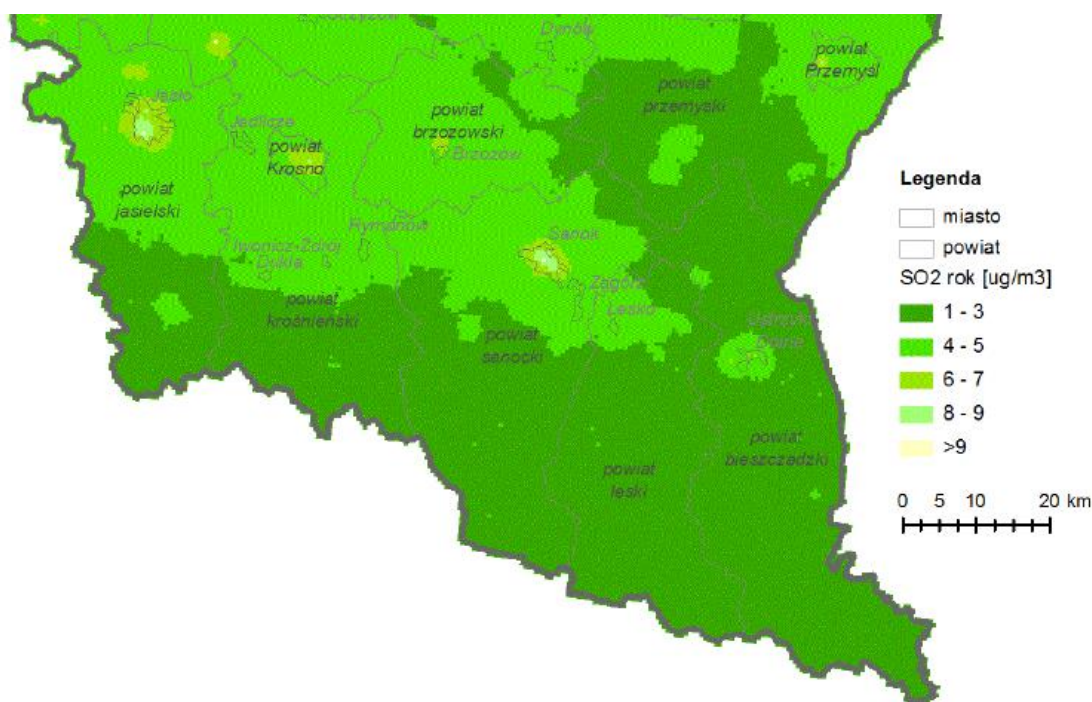 Dynów
powiat
Przemyśl
Jasło
powiat
przemyski
Jedlicze
powiat
Krosno
powiat
brzozowski
Brzozów
powiat
jasielski
Rymanów
Iwonicz-Zdrój
Dukla
Sanok
Zagórz
Lesko
powiat
krośnieński
powiat
sanocki
Dolne
powiat
leski
powiat
bieszczadzki
Legenda
miasto
powiat
SO2 rok [ug/m3]
1 - 3
4 - 5
6 - 7
8 - 9
>9
0 5 10 20 km